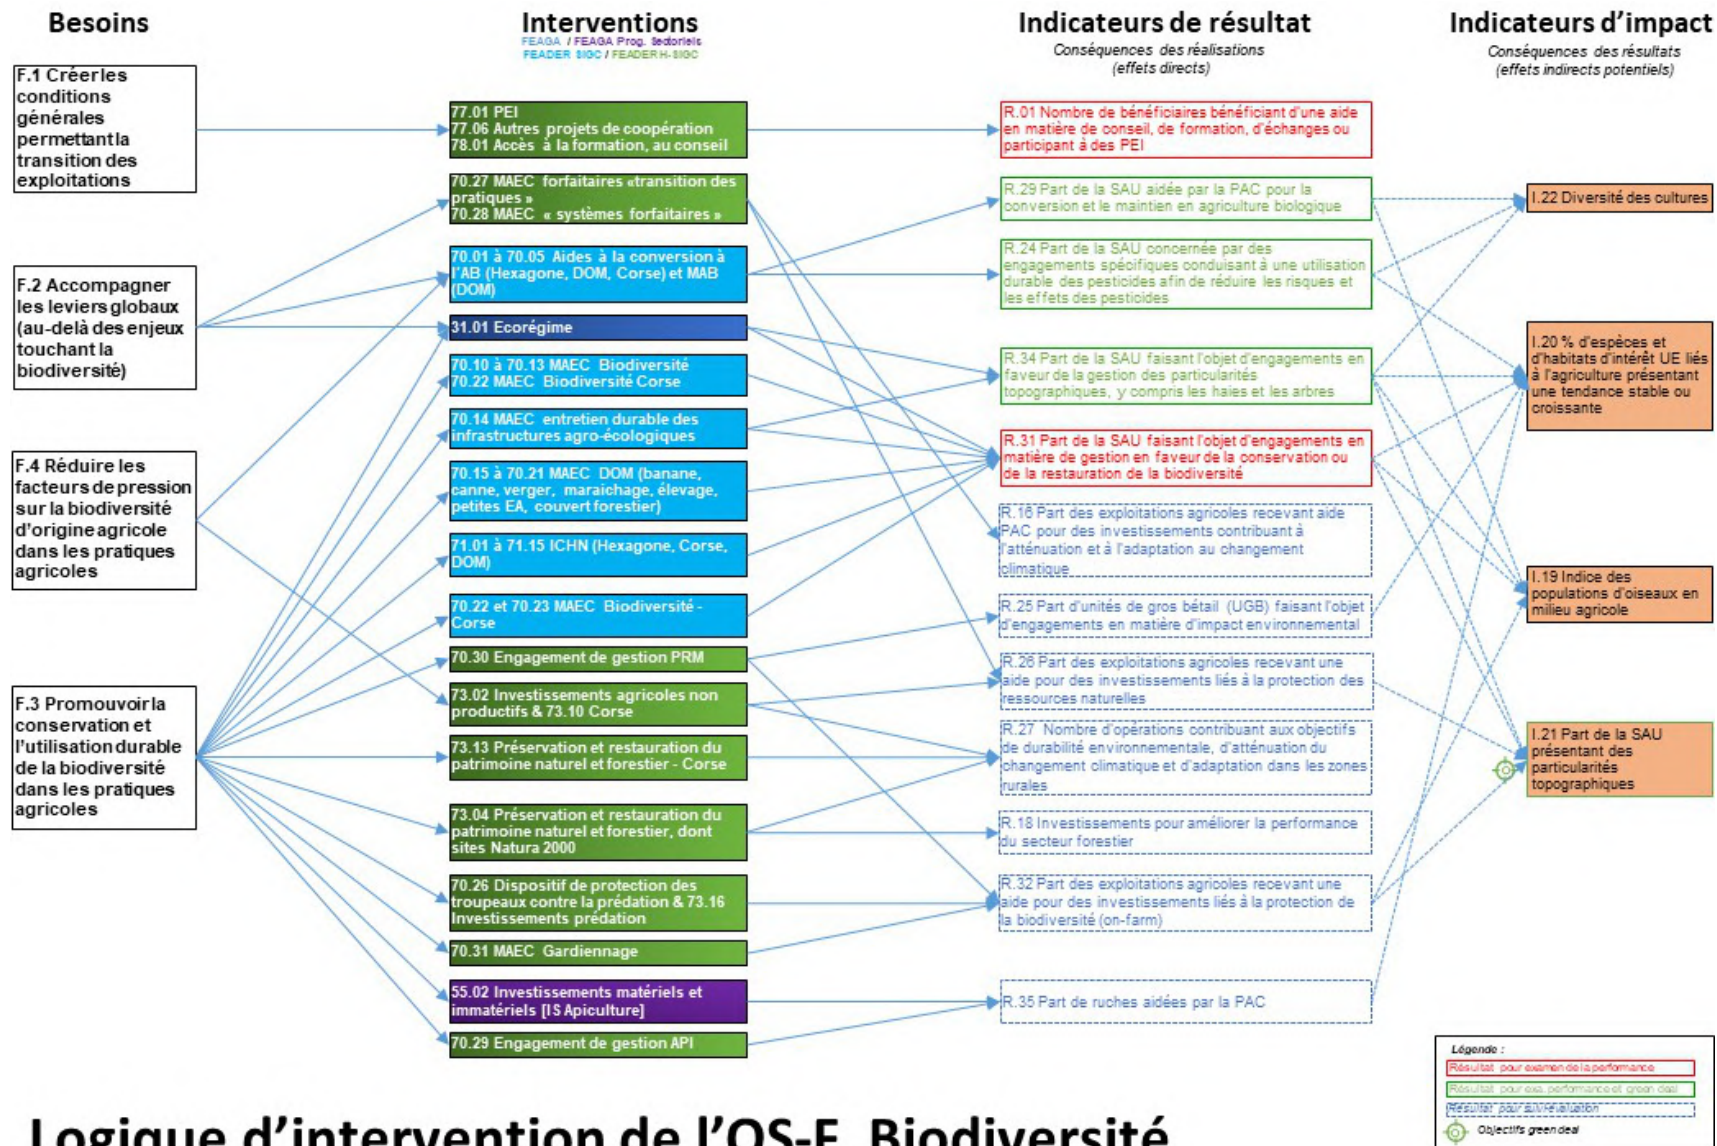 Besoins
Interventions
FEAGA / FEAGA Prog. Sectoriels
FEADER SIGC / FEADER H-SIGC
Indicateurs de résultat
Conséquences des réalisations
(effets directs)
Indicateurs d'impact
Conséquences des résultats
(effets indirects potentiels)
F.1 Créer les
conditions
générales
permettant la
transition des
exploitations
F.2 Accompagner
les leviers globaux
(au-delà des enjeux
touchant la
biodiversité)
F.4 Réduire les
facteurs de pression
sur la biodiversité
d'origine agricole
dans les pratiques
agricoles
F.3 Promouvoir la
conservation et
l'utilisation durable
de la biodiversité
dans les pratiques
agricoles
77.01 PEI
77.06 Autres projets de coopération
78.01 Accès à la formation, au conseil
70.27 MAEC forfaitaires «transition des
pratiques »
70.28 MAEC « systèmes forfaitaires »
70.01 à 70.05 Aides à la conversion à
l'AB (Hexagone, DOM, Corse) et MAB
(DOM)
31.01 Ecorégime
70.10 à 70.13 MAEC Biodiversité
70.22 MAEC Biodiversité Corse
70.14 MAEC entretien durable des
infrastructures agro-écologiques
70.15 à 70.21 MAEC DOM (banane,
canne, verger, maraichage, élevage,
petites EA, couvert forestier)
71.01 à 71.15 ICHN (Hexagone, Corse,
DOM)
70.22 et 70.23 MAEC Biodiversité -
Corse
70.30 Engagement de gestion PRM
73.02 Investissements agricoles non
productifs & 73.10 Corse
73.13 Préservation et restauration du
patrimoine naturel et forestier - Corse
73.04 Préservation et restauration du
patrimoine naturel et forestier, dont
sites Natura 2000
70.26 Dispositif de protection des
troupeaux contre la prédation & 73.16
Investissements prédation
70.31 MAEC Gardiennage
55.02 Investissements matériels et
immatériels [IS Apiculture]
70.29 Engagement de gestion API
R.01 Nombre de bénéficiaires bénéficiant d'une aide
en matière de conseil, de formation, d'échanges ou
participant à des PEI
R.29 Part de la SAU aidée par la PAC pour la
conversion et le maintien en agriculture biologique
R.24 Part de la SAU concernée par des
engagements spécifiques conduisant à une utilisation
durable des pesticides afin de réduire les risques et
les effets des pesticides
R.34 Part de la SAU faisant l'objet d'engagements en
faveur de la gestion des particularités
topographiques, y compris les haies et les arbres
R.31 Part de la SAU faisant l'objet d'engagements en
matière de gestion en faveur de la conservation ou
de la restauration de la biodiversité
R.16 Part des exploitations agricoles recevant aide
PAC pour des investissements contribuant à
l'atténuation et à l'adaptation au changement
climatique
R.25 Part d'unités de gros bétail (UGB) faisant l'objet
d'engagements en matière d'impact environnemental
R.26 Part des exploitations agricoles recevant une
aide pour des investissements liés à la protection des
ressources naturelles
R.27 Nombre d'opérations contribuant aux objectifs
de durabilité environnementale, d'atténuation du
changement climatique et d'adaptation dans les zones
rurales
R.18 Investissements pour améliorer la performance
du secteur forestier
R.32 Part des exploitations agricoles recevant une
aide pour des investissements liés à la protection de
la biodiversité (on-farm)
R.35 Part de ruches aidées par la PAC
I.22 Diversité des cultures
I.20 % d'espèces et
d'habitats d'intérêt UE liés
à l'agriculture présentant
une tendance stable ou
croissante
I.19 Indice des
populations d'oiseaux en
milieu agricole
I.21 Part de la SAU
présentant des
particularités
topographiques
Légende :
Résultat pour examen de la performance
Résultat pour exa. performance et green deal
Résultat pour suivi-évaluation
Objectifs green deal
Logique d'intervention de l'OS-F Biodiversité